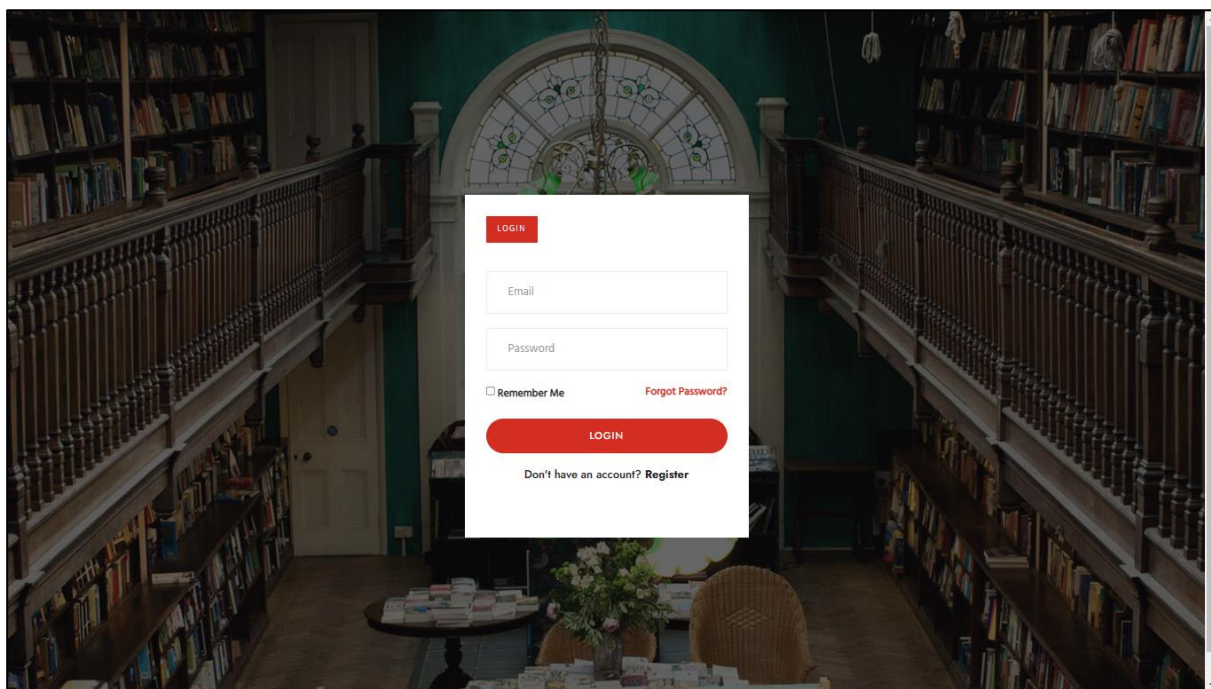 LOGIN
Email
Password
Remember Me Forgot Password?
LOGIN
Don't have an account? Register